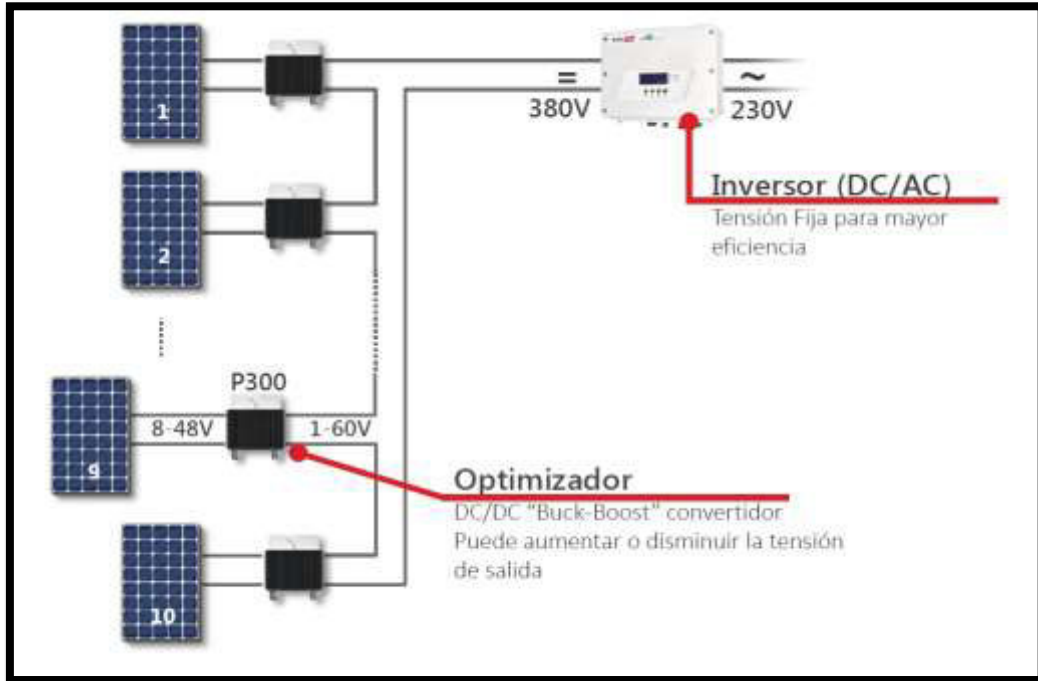 1
=
~
380V
230V
Inversor (DC/AC)
Tensión Fija para mayor
eficiencia
2
P300
8-48V
1-60V
9
Optimizador
DC/DC "Buck-Boost" convertidor
Puede aumentar o disminuir la tensión
de salida
10